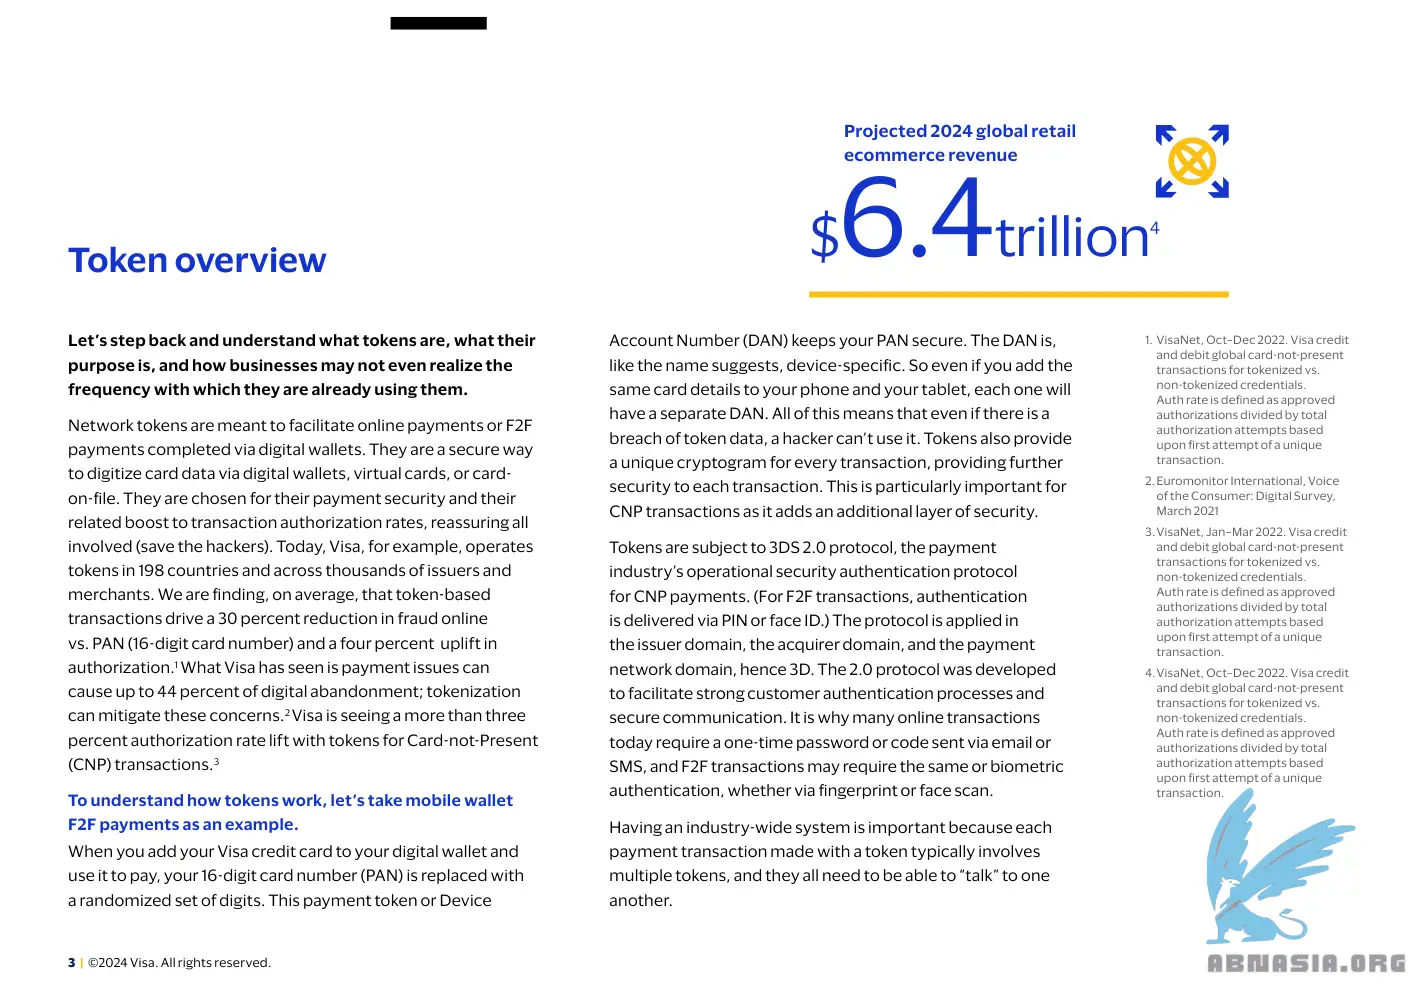 Projected 2024 global retail
ecommerce revenue
$6.4 trillion4
Token overview
Let's step back and understand what tokens are, what their
purpose is, and how businesses may not even realize the
frequency with which they are already using them.
Network tokens are meant to facilitate online payments or F2F
payments completed via digital wallets. They are a secure way
to digitize card data via digital wallets, virtual cards, or card-
on-file. They are chosen for their payment security and their
related boost to transaction authorization rates, reassuring all
involved (save the hackers). Today, Visa, for example, operates
tokens in 198 countries and across thousands of issuers and
merchants. We are finding, on average, that token-based
transactions drive a 30 percent reduction in fraud online
vs. PAN (16-digit card number) and a four percent uplift in
authorization.1 What Visa has seen is payment issues can
cause up to 44 percent of digital abandonment; tokenization
can mitigate these concerns.2 Visa is seeing a more than three
percent authorization rate lift with tokens for Card-not-Present
(CNP) transactions.3
To understand how tokens work, let's take mobile wallet
F2F payments as an example.
When you add your Visa credit card to your digital wallet and
use it to pay, your 16-digit card number (PAN) is replaced with
a randomized set of digits. This payment token or Device
Account Number (DAN) keeps your PAN secure. The DAN is,
like the name suggests, device-specific. So even if you add the
same card details to your phone and your tablet, each one will
have a separate DAN. All of this means that even if there is a
breach of token data, a hacker can't use it. Tokens also provide
a unique cryptogram for every transaction, providing further
security to each transaction. This is particularly important for
CNP transactions as it adds an additional layer of security.
Tokens are subject to 3DS 2.0 protocol, the payment
industry's operational security authentication protocol
for CNP payments. (For F2F transactions, authentication
is delivered via PIN or face ID.) The protocol is applied in
the issuer domain, the acquirer domain, and the payment
network domain, hence 3D. The 2.0 protocol was developed
to facilitate strong customer authentication processes and
secure communication. It is why many online transactions
today require a one-time password or code sent via email or
SMS, and F2F transactions may require the same or biometric
authentication, whether via fingerprint or face scan.
Having an industry-wide system is important because each
payment transaction made with a token typically involves
multiple tokens, and they all need to be able to "talk" to one
another.
1. VisaNet, Oct–Dec 2022. Visa credit
and debit global card-not-present
transactions for tokenized vs.
non-tokenized credentials.
Auth rate is defined as approved
authorizations divided by total
authorization attempts based
upon first attempt of a unique
transaction.
2. Euromonitor International, Voice
of the Consumer: Digital Survey,
March 2021
3. VisaNet, Jan–Mar 2022. Visa credit
and debit global card-not-present
transactions for tokenized vs.
non-tokenized credentials.
Auth rate is defined as approved
authorizations divided by total
authorization attempts based
upon first attempt of a unique
transaction.
4. VisaNet, Oct–Dec 2022. Visa credit
and debit global card-not-present
transactions for tokenized vs.
non-tokenized credentials.
Auth rate is defined as approved
authorizations divided by total
authorization attempts based
upon first attempt of a unique
transaction.
3 | ©2024 Visa. All rights reserved.
ABNASIA.ORG